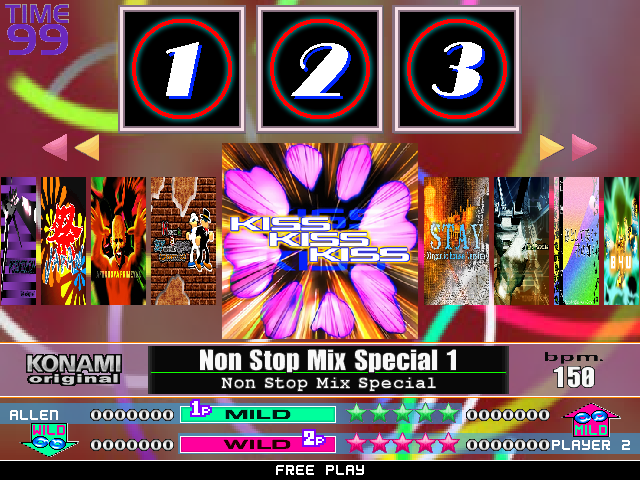 TIME
99
1 2 3
KISS
KISS
KISS
STAY
KONAMI
original
Non Stop Mix Special 1
Non Stop Mix Special
bpm.
150
ALLEN 0000000 1P MILD 0000000
WILD MILD
0000000 WILD 2P 0000000 PLAYER 2
FREE PLAY